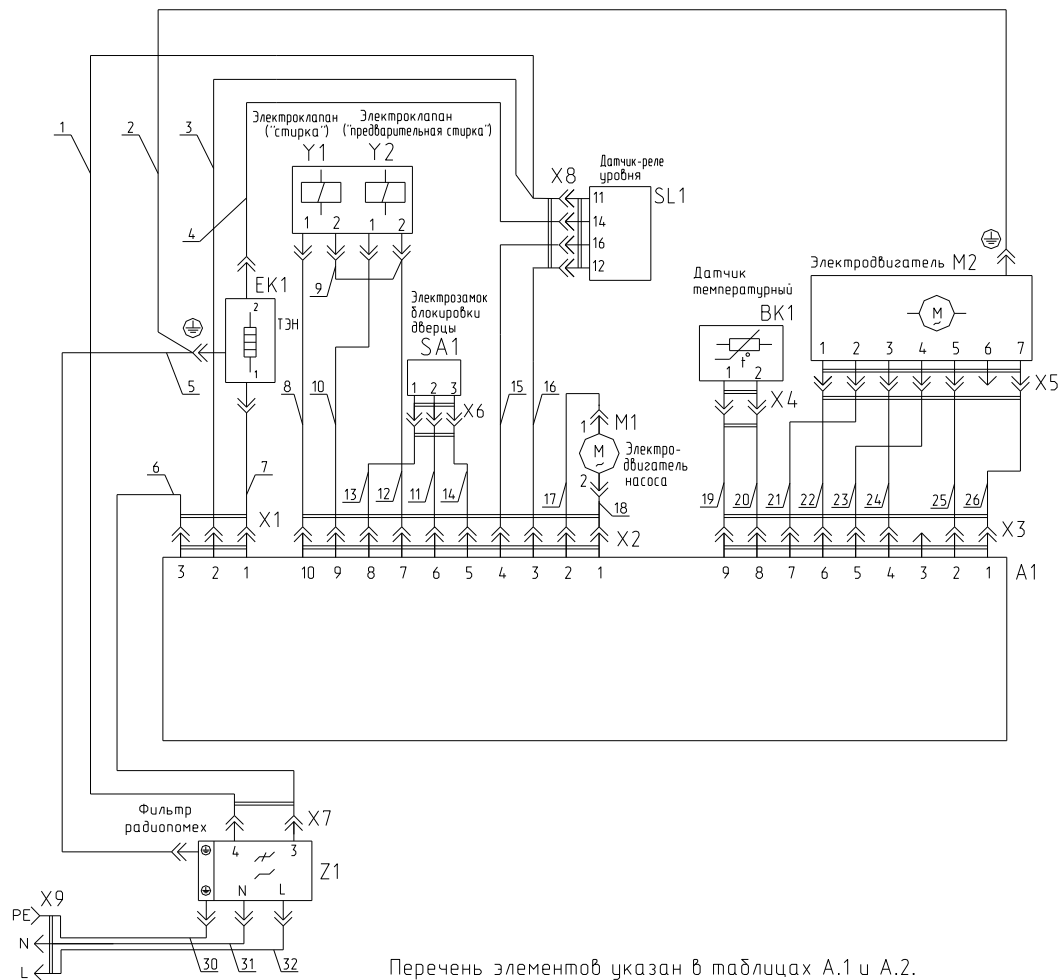 1
2
3
Электроклапан ("стирка")
Электроклапан ("предварительная стирка")
Y1
Y2
1 2 1 2
4
9
X8
Датчик-реле уровня
SL1
11
14
16
12
EK1
2
ТЭН
1
5
Электрозамок блокировки дверцы
SA1
1 2 3
X6
Датчик температурный
BK1
t°
1 2
X4
Электродвигатель M2
M
~
1 2 3 4 5 6 7
X5
8
10
15
16
M1
1
M
~
2
Электро-
двигатель
насоса
6
7
13
12
11
14
17
18
19
20
21
22
23
24
25
26
X1
X2
X3
3 2 1
10 9 8 7 6 5 4 3 2 1
9 8 7 6 5 4 3 2 1
A1
Фильтр радиопомех
X7
4 3
Z1
N L
X9
PE
N
L
30
31
32
Перечень элементов указан в таблицах А.1 и А.2.